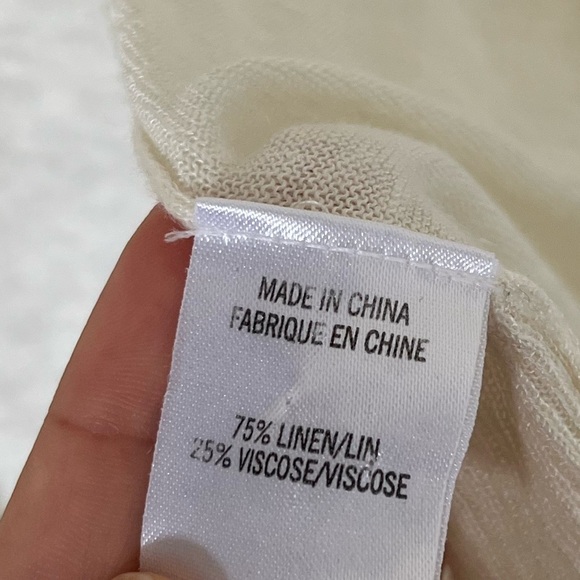 MADE IN CHINA
FABRIQUE EN CHINE
75% LINEN/LIN
25% VISCOSE/VISCOSE